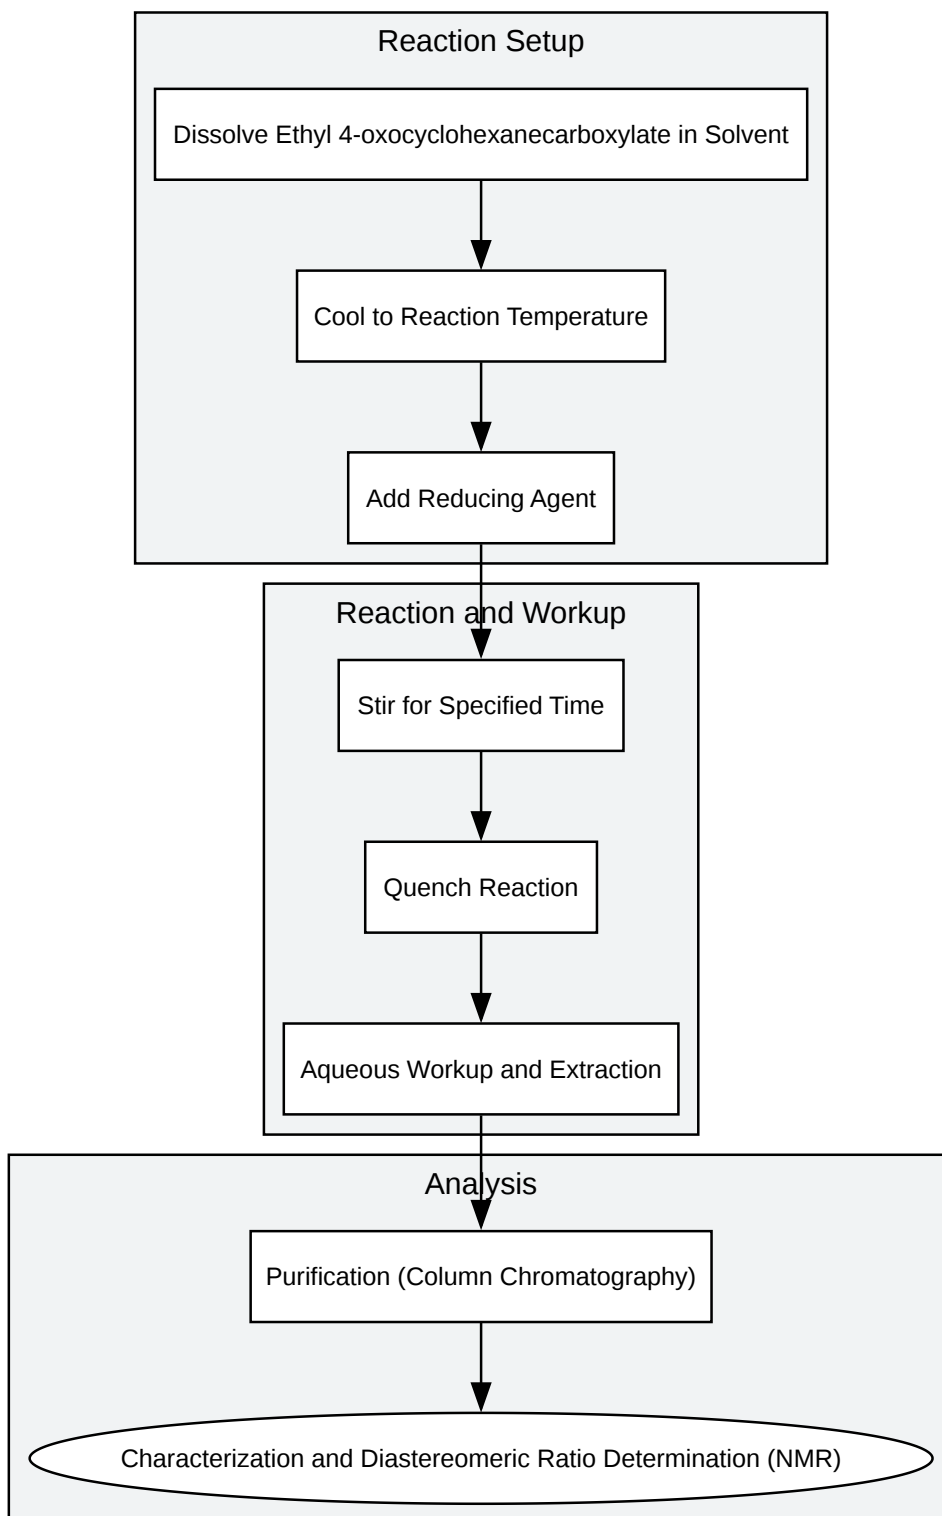 Reaction Setup
Dissolve Ethyl 4-oxocyclohexanecarboxylate in Solvent
Cool to Reaction Temperature
Add Reducing Agent
Reaction and Workup
Stir for Specified Time
Quench Reaction
Aqueous Workup and Extraction
Analysis
Purification (Column Chromatography)
Characterization and Diastereomeric Ratio Determination (NMR)